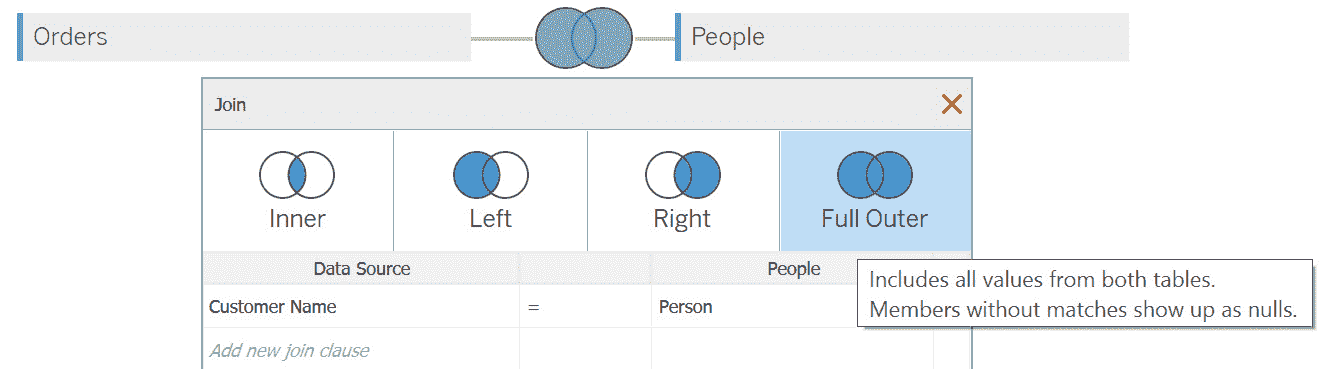 Orders
People
Join
Inner
Left
Right
Full Outer
Data Source
People
Includes all values from both tables.
Members without matches show up as nulls.
Customer Name
=
Person
Add new join clause